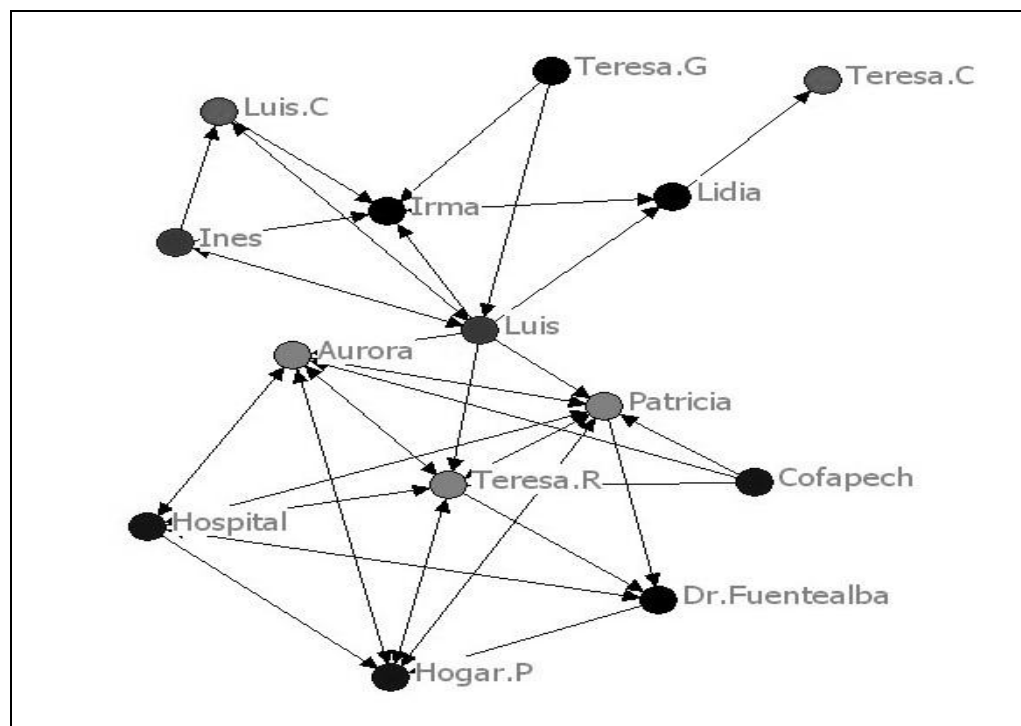 Teresa.G
Teresa.C
Luis.C
Lidia
Irma
Ines
Luis
Aurora
Patricia
Teresa.R
Cofapech
Hospital
Dr.Fuentealba
Hogar.P